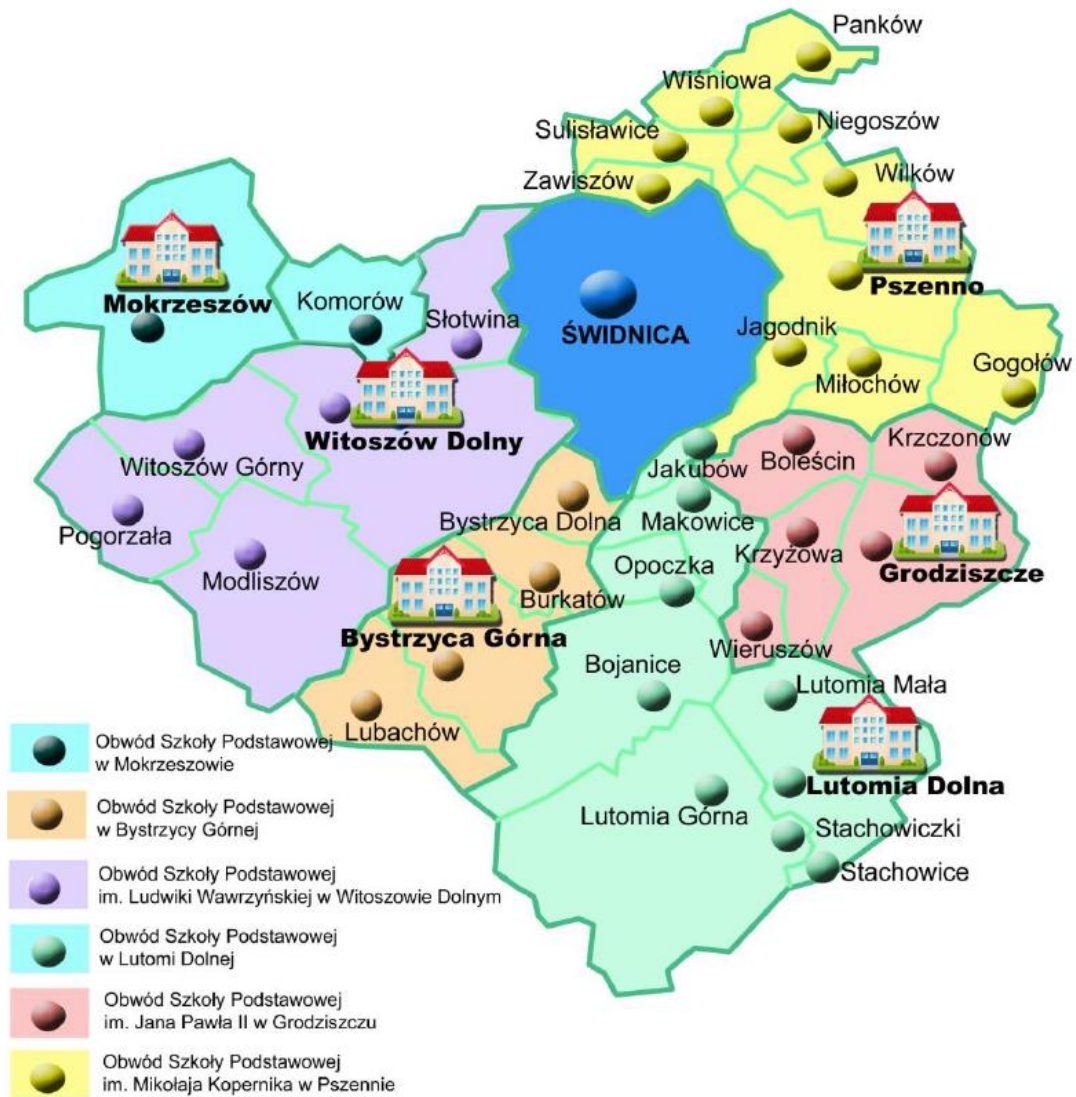 Panków
Wiśniowa
Niegoszów
Sulisławice
Zawiszów
Wilków
Mokrzeszów
Komorów
Pszenno
Słotwina
ŚWIDNICA
Jagodnik
Gogołów
Miłochów
Witoszów Dolny
Krzczonów
Witoszów Górny
Jakubów
Boleścin
Bystrzyca Dolna
Makowice
Pogorzała
Krzyżowa
Modliszów
Opoczka
Grodziszcze
Burkatów
Bystrzyca Górna
Wieruszów
Bojanice
Lutomia Mała
Lubachów
Lutomia Dolna
Lutomia Górna
Stachowiczki
Stachowice
Obwód Szkoły Podstawowej
w Mokrzeszowie
Obwód Szkoły Podstawowej
w Bystrzycy Górnej
Obwód Szkoły Podstawowej
im. Ludwiki Wawrzyńskiej w Witoszowie Dolnym
Obwód Szkoły Podstawowej
w Lutomi Dolnej
Obwód Szkoły Podstawowej
im. Jana Pawła II w Grodziszczu
Obwód Szkoły Podstawowej
im. Mikołaja Kopernika w Pszennie